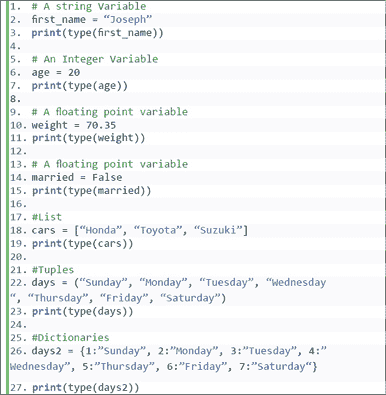 1. # A string Variable
2. first_name = “Joseph”
3. print(type(first_name))
4.
5. # An Integer Variable
6. age = 20
7. print(type(age))
8.
9. # A floating point variable
10. weight = 70.35
11. print(type(weight))
12.
13. # A floating point variable
14. married = False
15. print(type(married))
16.
17. #List
18. cars = [“Honda”, “Toyota”, “Suzuki”]
19. print(type(cars))
20.
21. #Tuples
22. days = (“Sunday”, “Monday”, “Tuesday”, “Wednesday
“, “Thursday”, “Friday”, “Saturday”)
23. print(type(days))
24.
25. #Dictionaries
26. days2 = {1:”Sunday”, 2:”Monday”, 3:”Tuesday”, 4:”
Wednesday”, 5:”Thursday”, 6:”Friday”, 7:”Saturday“}
27. print(type(days2))